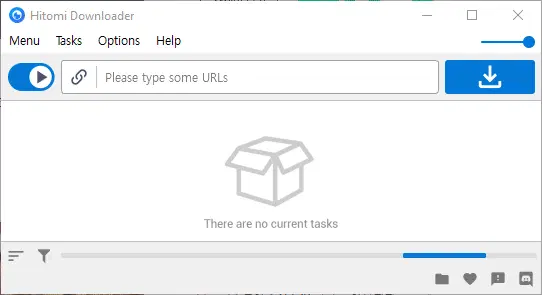 Hitomi Downloader
Menu Tasks Options Help
Please type some URLs
There are no current tasks